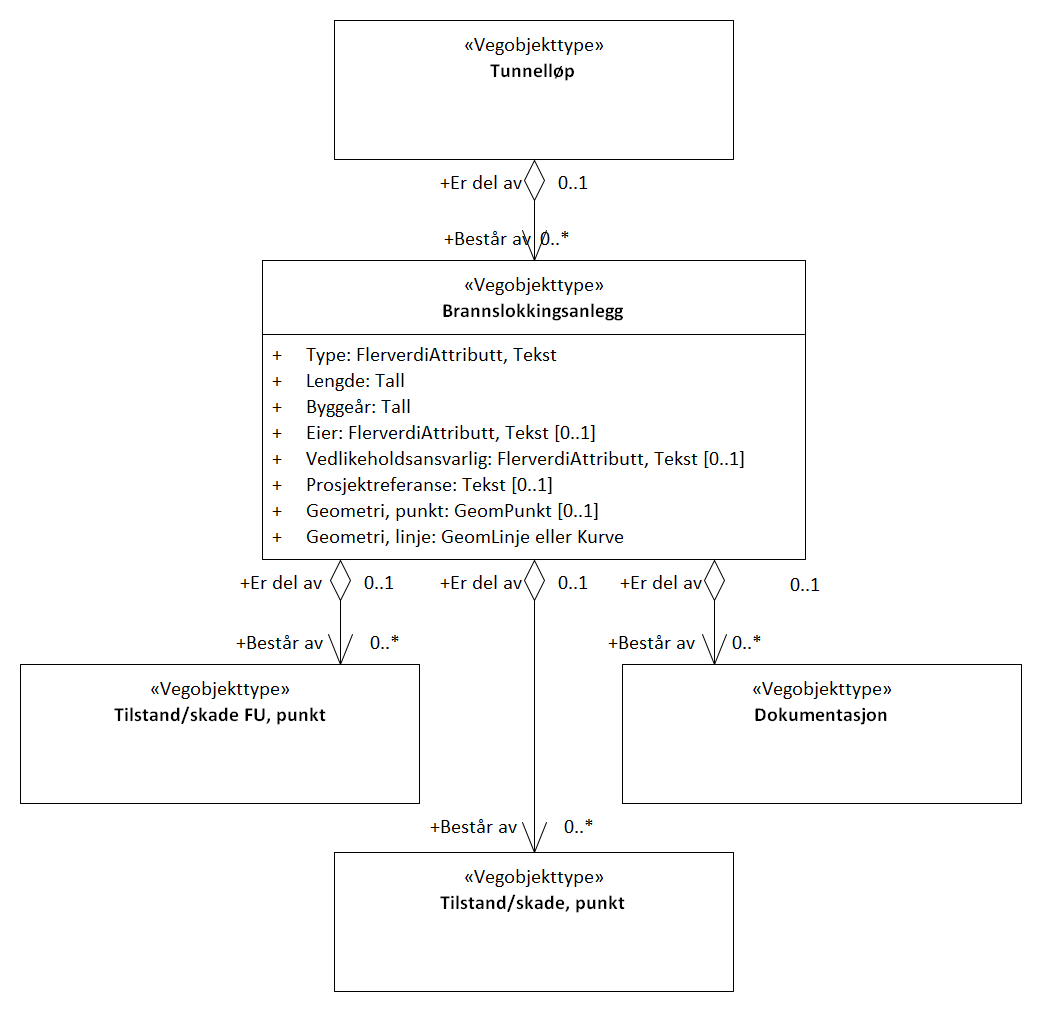 «Vegobjekttype»
Tunnelløp
+Er del av 0..1
+Består av 0..*
«Vegobjekttype»
Brannslokkingsanlegg
+ Type: FlerverdiAttributt, Tekst
+ Lengde: Tall
+ Byggeår: Tall
+ Eier: FlerverdiAttributt, Tekst [0..1]
+ Vedlikeholdsansvarlig: FlerverdiAttributt, Tekst [0..1]
+ Prosjektreferanse: Tekst [0..1]
+ Geometri, punkt: GeomPunkt [0..1]
+ Geometri, linje: GeomLinje eller Kurve
+Er del av 0..1 +Er del av 0..1 +Er del av 0..1
+Består av 0..* +Består av 0..*
«Vegobjekttype»
Tilstand/skade FU, punkt
«Vegobjekttype»
Dokumentasjon
+Består av 0..*
«Vegobjekttype»
Tilstand/skade, punkt